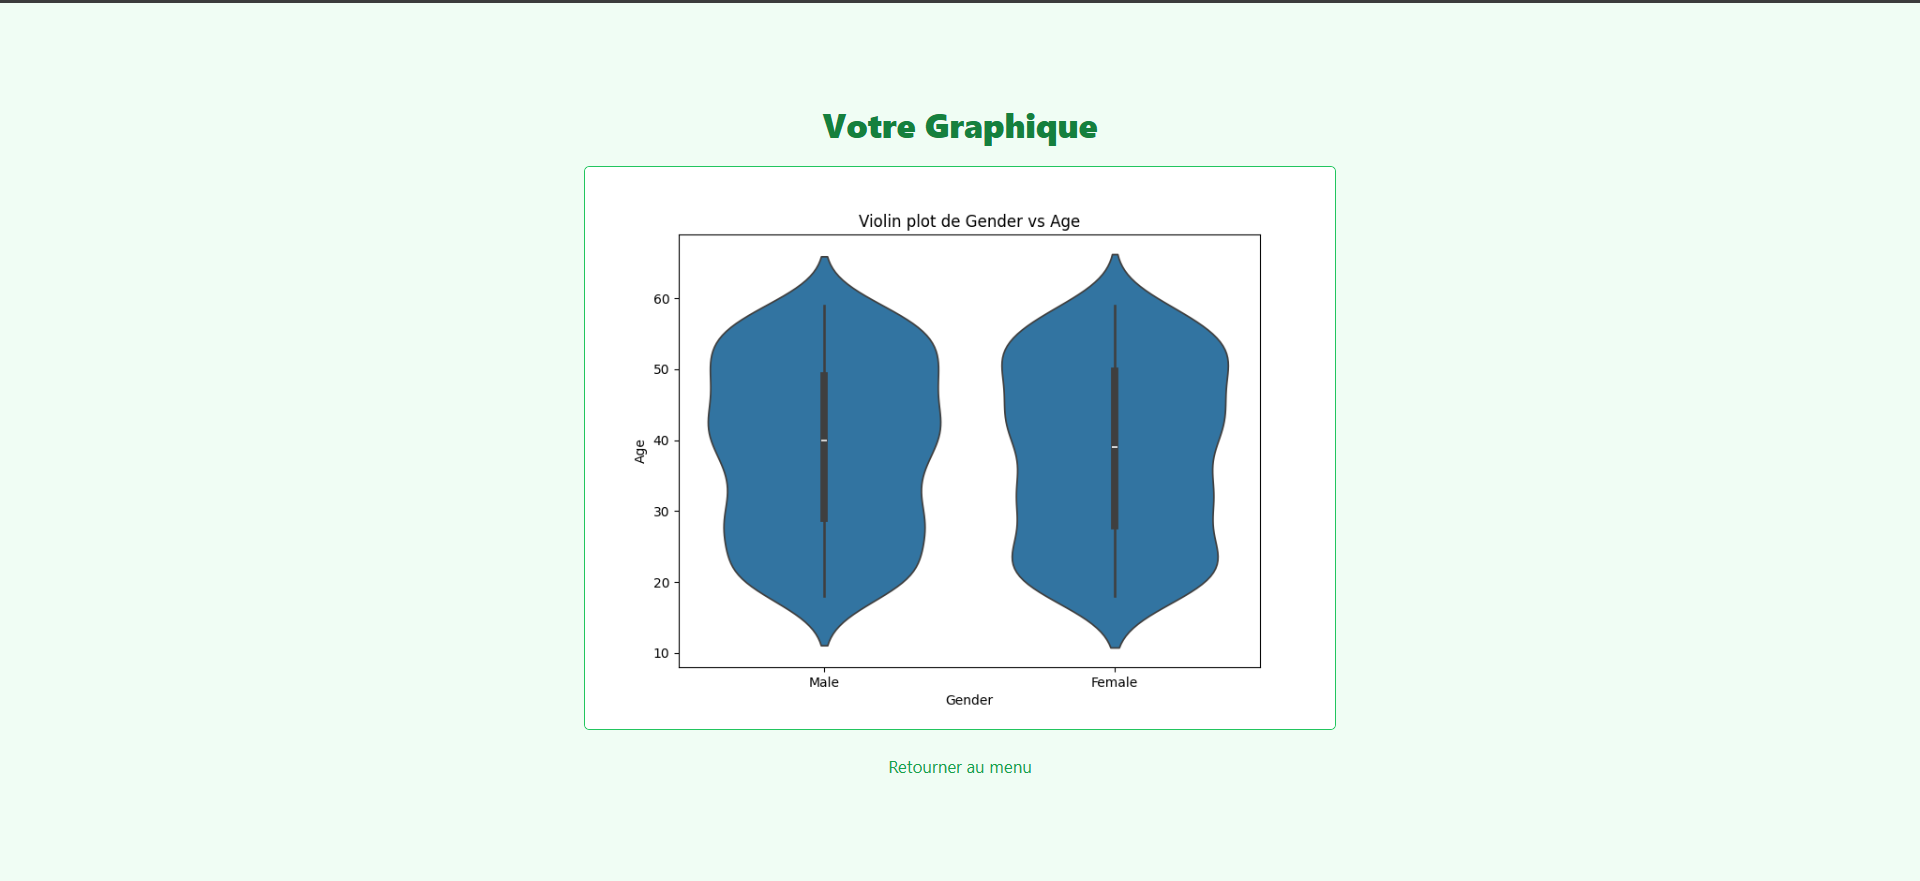 Votre Graphique
Violin plot de Gender vs Age
60
50
40
30
20
10
Age
Male Female
Gender
Retourner au menu